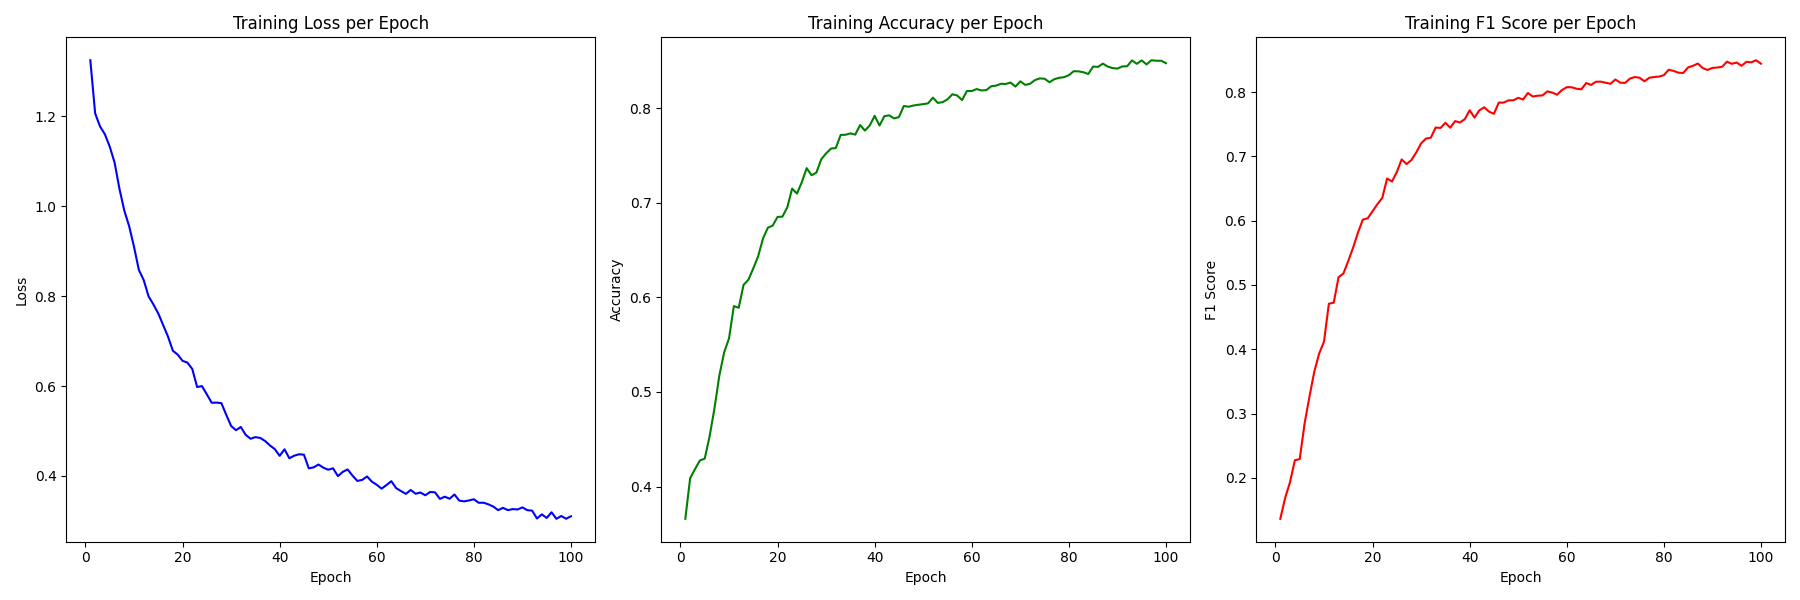 Training Loss per Epoch
Loss
1.2
1.0
0.8
0.6
0.4
0 20 40 60 80 100
Epoch
Training Accuracy per Epoch
Accuracy
0.8
0.7
0.6
0.5
0.4
0 20 40 60 80 100
Epoch
Training F1 Score per Epoch
F1 Score
0.8
0.7
0.6
0.5
0.4
0.3
0.2
0 20 40 60 80 100
Epoch